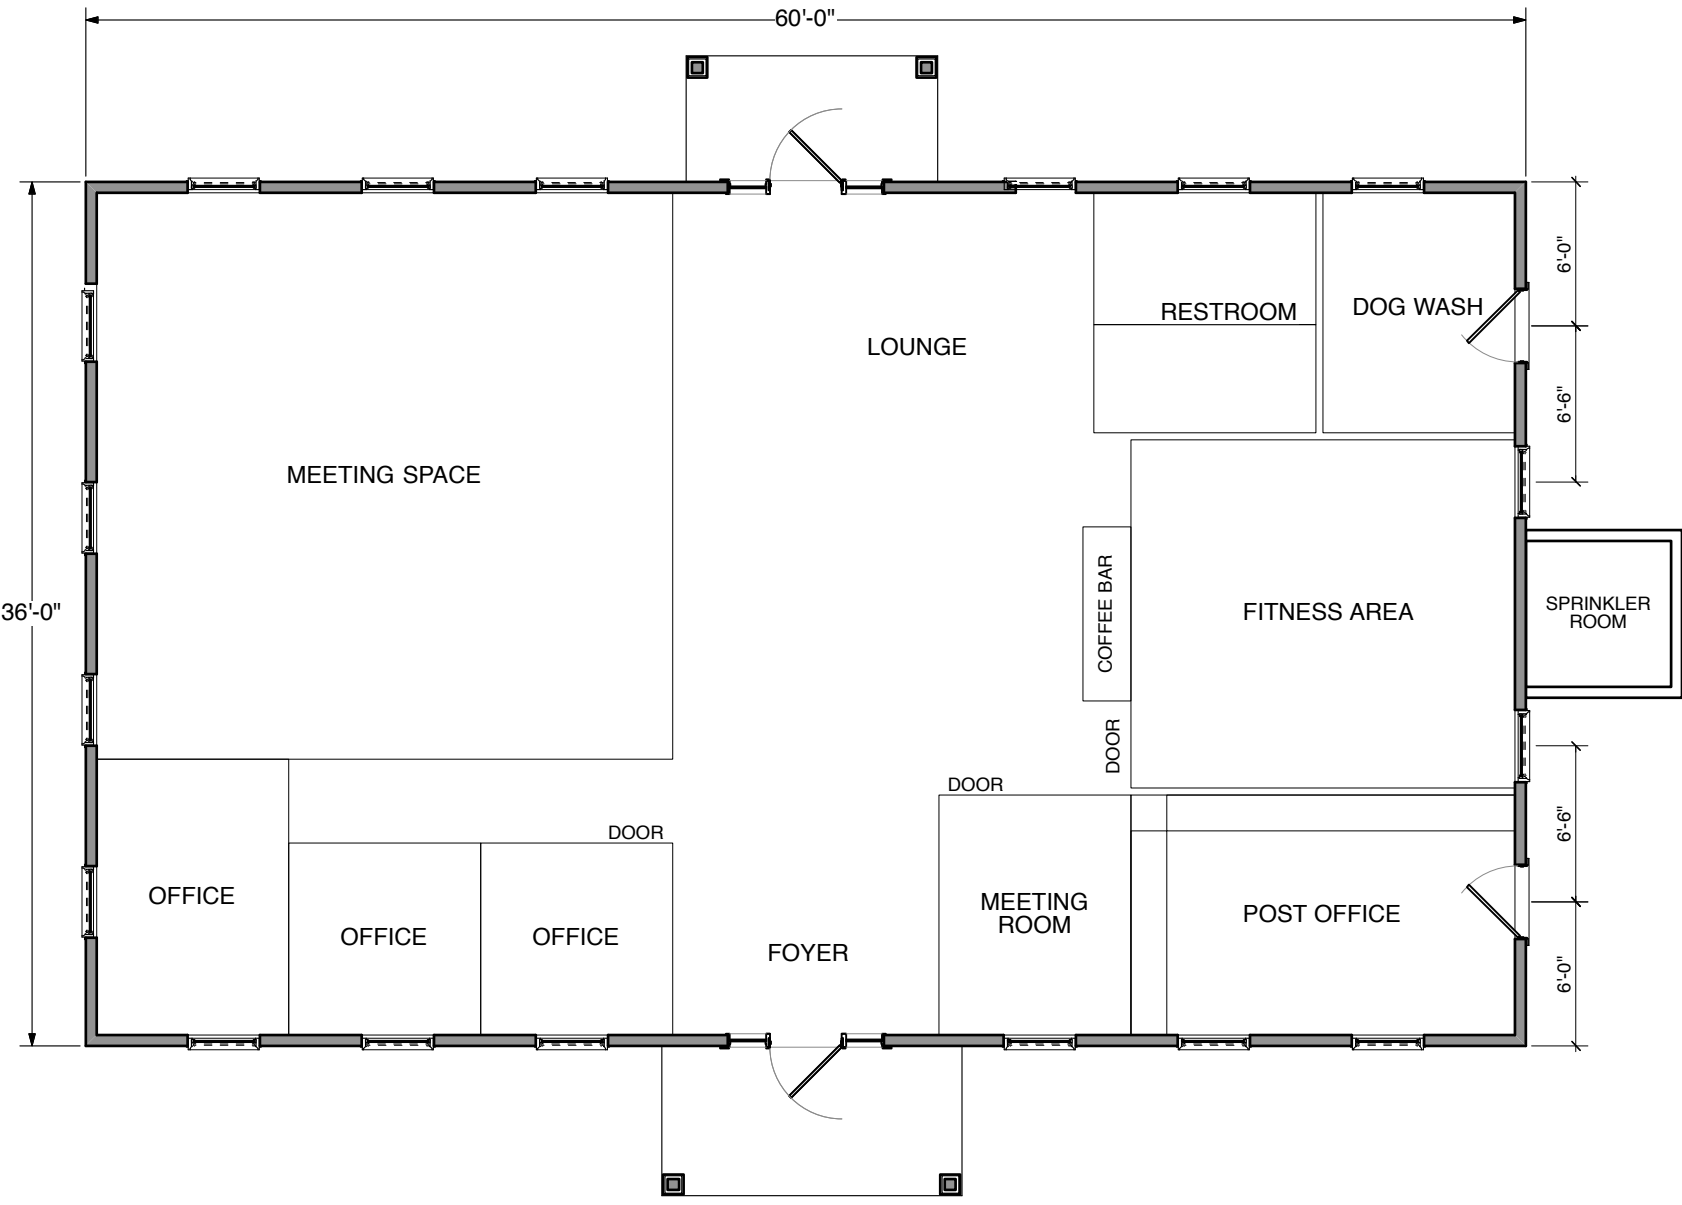 60'-0"
6'-0"
RESTROOM
DOG WASH
LOUNGE
6'-6"
MEETING SPACE
COFFEE BAR
FITNESS AREA
SPRINKLER
ROOM
36'-0"
DOOR
DOOR
DOOR
6'-6"
OFFICE
OFFICE
OFFICE
FOYER
MEETING
ROOM
POST OFFICE
6'-0"